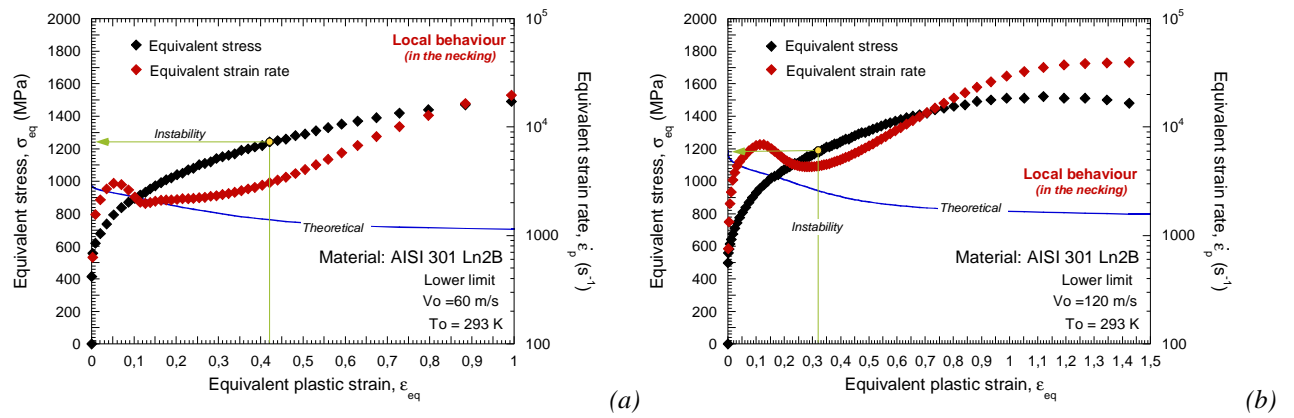 2000
1800
1600
1400
1200
1000
800
600
400
200
0
Equivalent stress, σeq (MPa)
Equivalent stress
Equivalent strain rate
Local behaviour
(in the necking)
Instability
Theoretical
Material: AISI 301 Ln2B
Lower limit
Vo =60 m/s
To = 293 K
10^5
10^4
1000
100
Equivalent strain rate, ε̇p (s^-1)
0 0,1 0,2 0,3 0,4 0,5 0,6 0,7 0,8 0,9 1
Equivalent plastic strain, εeq
(a)
2000
1800
1600
1400
1200
1000
800
600
400
200
0
Equivalent stress, σeq (MPa)
Equivalent stress
Equivalent strain rate
Local behaviour
(in the necking)
Theoretical
Instability
Material: AISI 301 Ln2B
Lower limit
Vo =120 m/s
To = 293 K
10^5
10^4
1000
100
Equivalent strain rate, ε̇p (s^-1)
0 0,1 0,2 0,3 0,4 0,5 0,6 0,7 0,8 0,9 1 1,1 1,2 1,3 1,4 1,5
Equivalent plastic strain, εeq
(b)